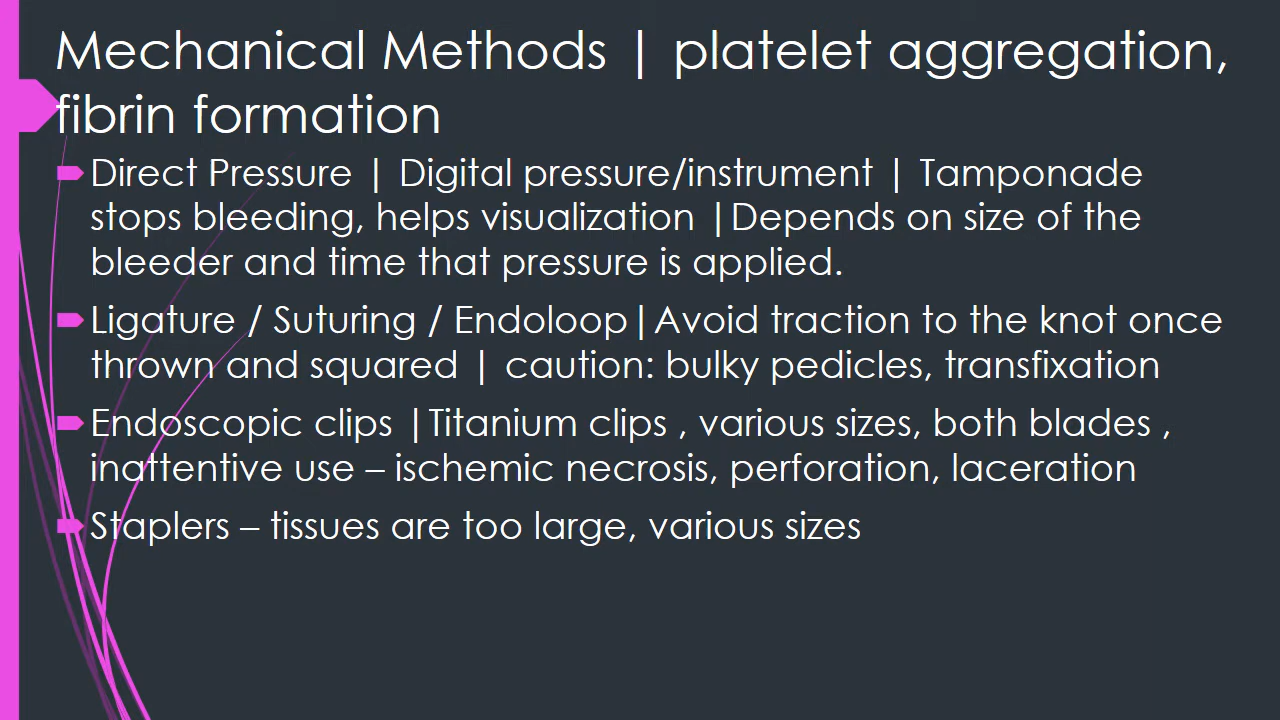 Mechanical Methods | platelet aggregation,
fibrin formation
Direct Pressure | Digital pressure/instrument | Tamponade
stops bleeding, helps visualization |Depends on size of the
bleeder and time that pressure is applied.
Ligature / Suturing / Endoloop|Avoid traction to the knot once
thrown and squared | caution: bulky pedicles, transfixation
Endoscopic clips |Titanium clips , various sizes, both blades ,
inattentive use – ischemic necrosis, perforation, laceration
Staplers – tissues are too large, various sizes